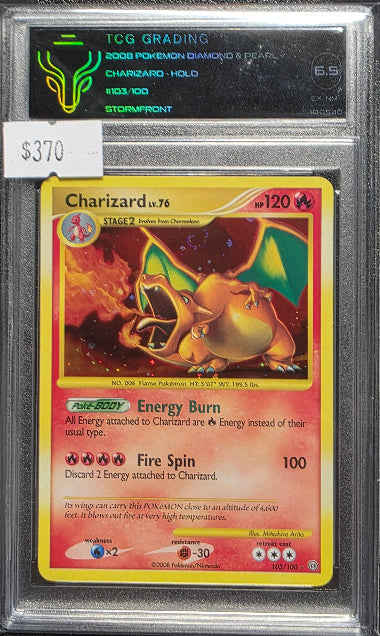 TCG GRADING
2008 POKEMON DIAMOND & PEARL
CHARIZARD - HOLO
#103/100
STORMFRONT
6.5
EX NM
$370
Charizard LV.76
HP 120
STAGE 2 Evolves from Charmeleon
NO. 006 Flame Pokémon HT: 5'07" WT: 199.5 lbs.
Poké-BODY Energy Burn
All Energy attached to Charizard are Energy instead of their
usual type.
Fire Spin 100
Discard 2 Energy attached to Charizard.
Its wings can carry this POKéMON close to an altitude of 4,600
feet. It blows out fire at very high temperatures.
Illus. Mitsuhiro Arita
weakness resistance retreat cost
×2 -30
©2008 Pokémon/Nintendo
103/100